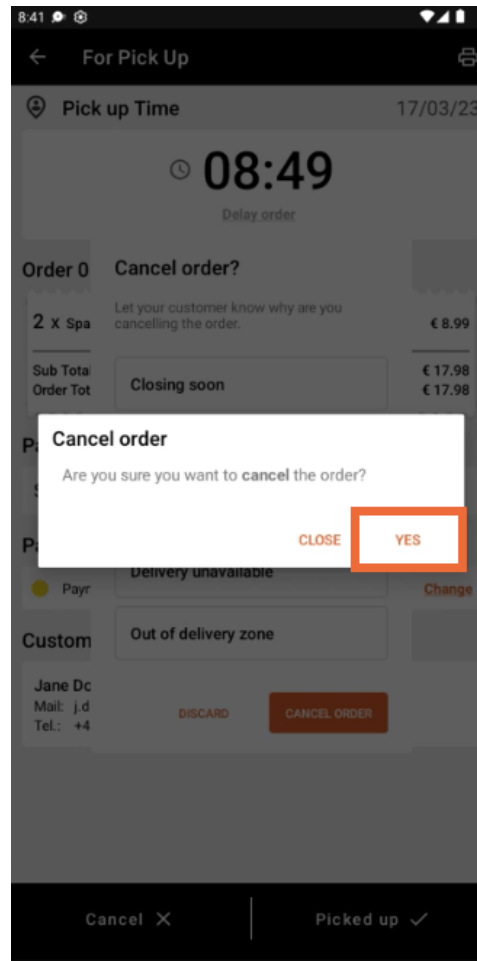 8:41
For Pick Up
Pick up Time 17/03/23
08:49
Delay order
Order 0
Cancel order?
Let your customer know why are you
cancelling the order.
2 x Spa € 8.99
Sub Total € 17.98
Order Tot € 17.98
Closing soon
Cancel order
Are you sure you want to cancel the order?
CLOSE YES
Delivery unavailable
Payr Change
Out of delivery zone
Custom
Jane Do
Mail: j.d
Tel.: +4
DISCARD CANCEL ORDER
Cancel Picked up